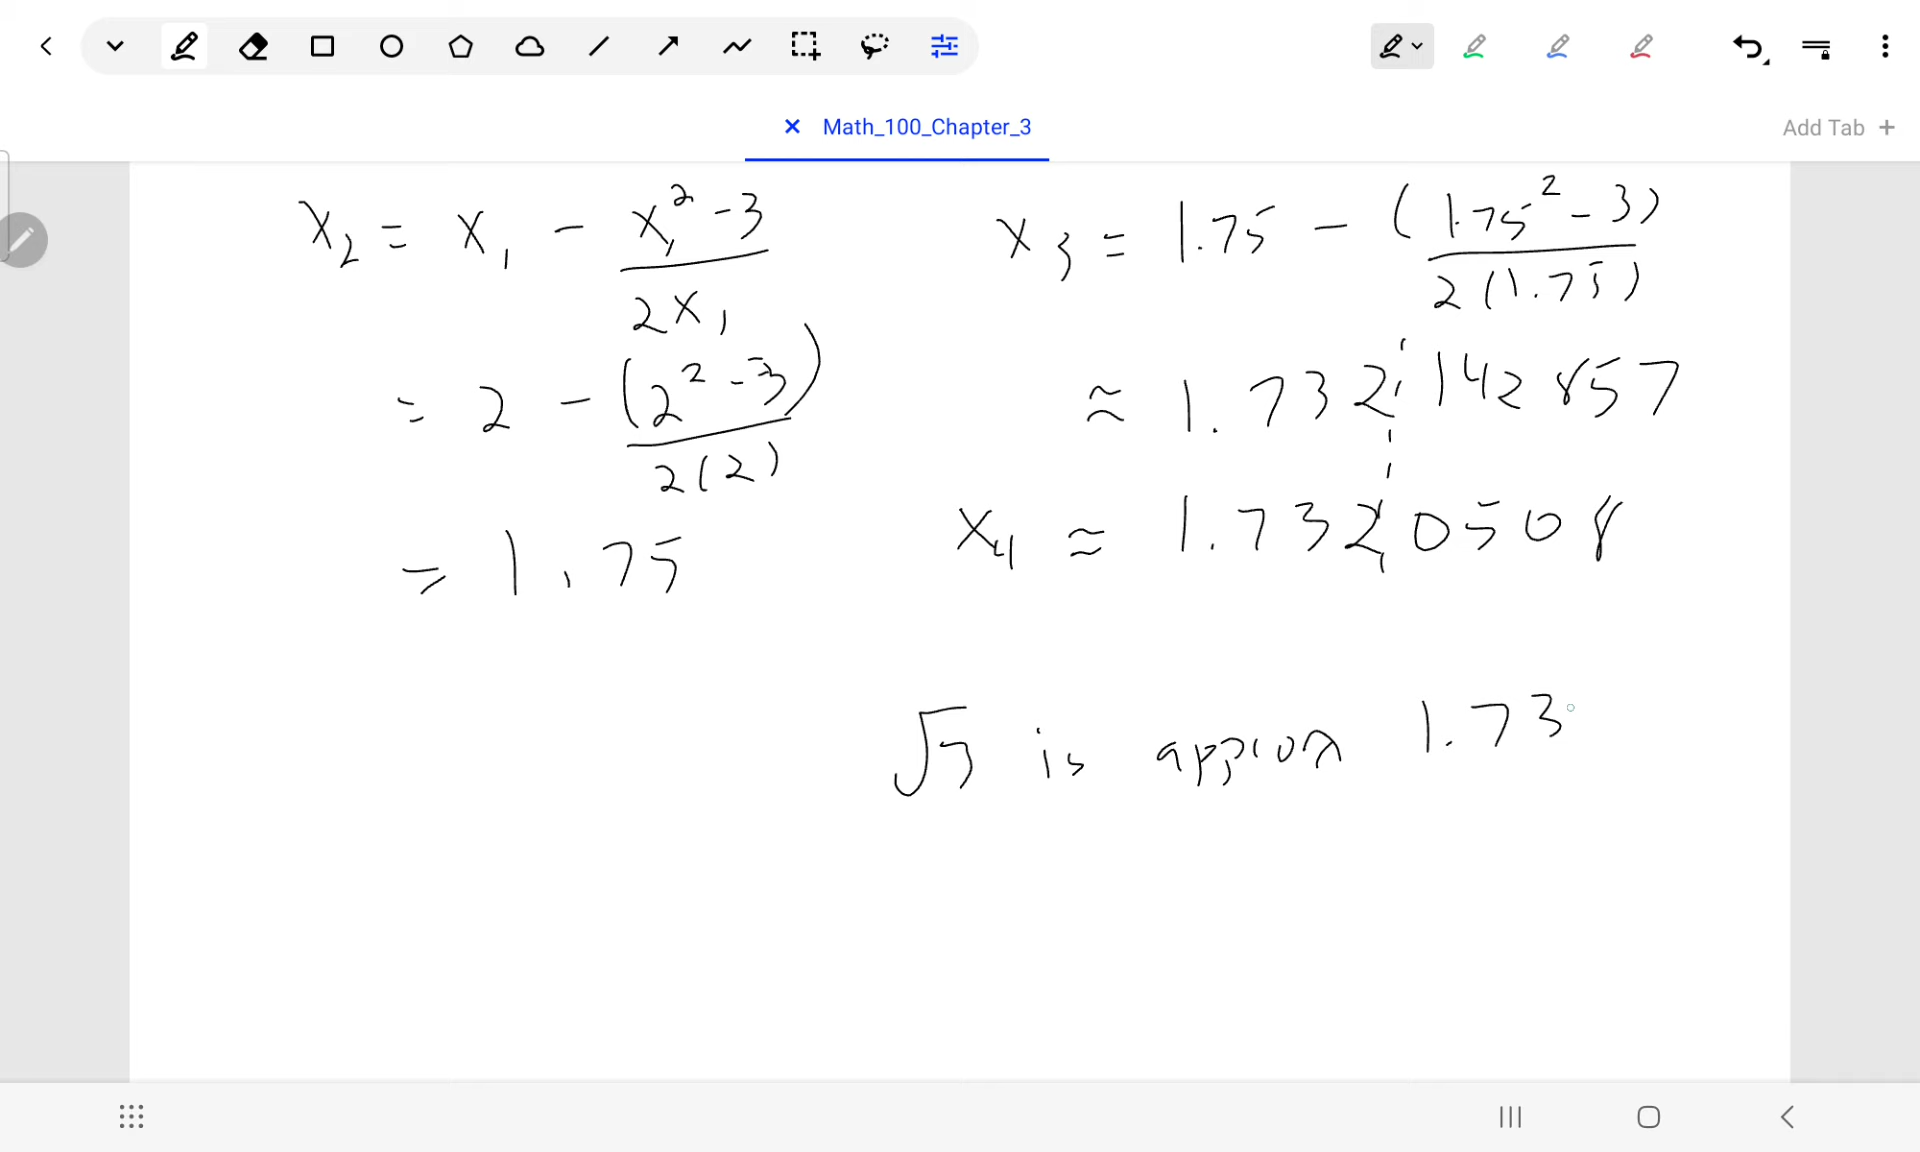 Math_100_Chapter_3
Add Tab +
x₂ = x₁ - (x₁² - 3)/(2x₁)
= 2 - (2² - 3)/(2(2))
= 1.75
x₃ = 1.75 - (1.75² - 3)/(2(1.75))
≈ 1.732142857
x₄ ≈ 1.7320508
√3 is approx 1.73